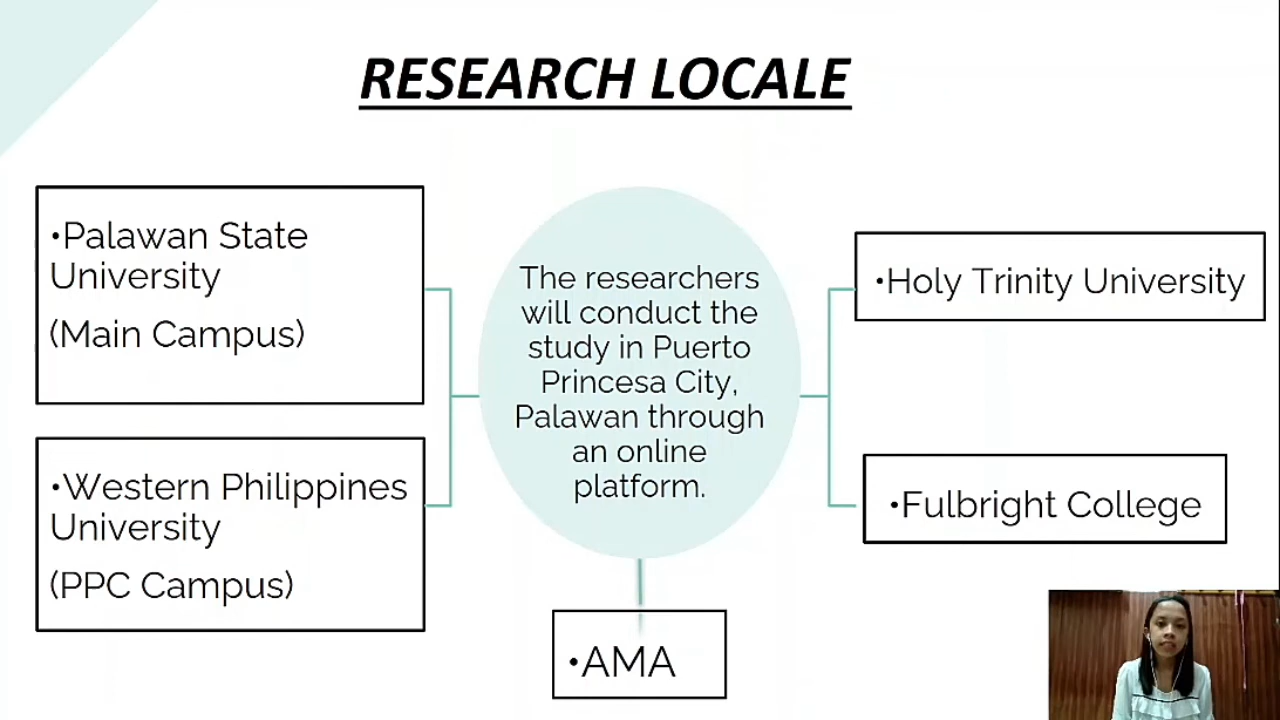 RESEARCH LOCALE
•Palawan State
University
(Main Campus)
•Western Philippines
University
(PPC Campus)
The researchers
will conduct the
study in Puerto
Princesa City,
Palawan through
an online
platform.
•AMA
•Holy Trinity University
•Fulbright College